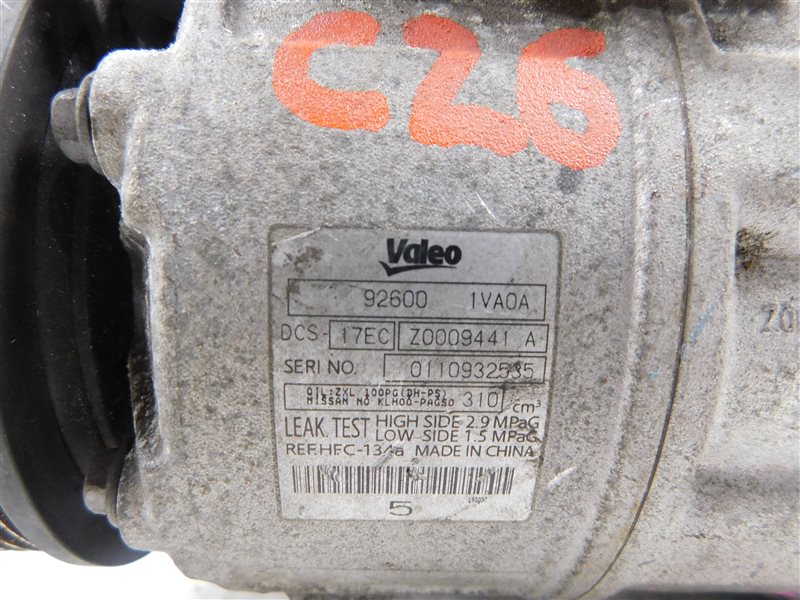 C26
Valeo
92600 1VA0A
DCS- 17EC Z0009441 A
SERI NO. 0110932535
OIL:ZXL 100PG(DH-PS)
NISSAN NO KLH00-PAGS0 310 cm³
LEAK. TEST HIGH SIDE 2.9 MPaG
LOW SIDE 1.5 MPaG
REF.HFC-134a MADE IN CHINA
5